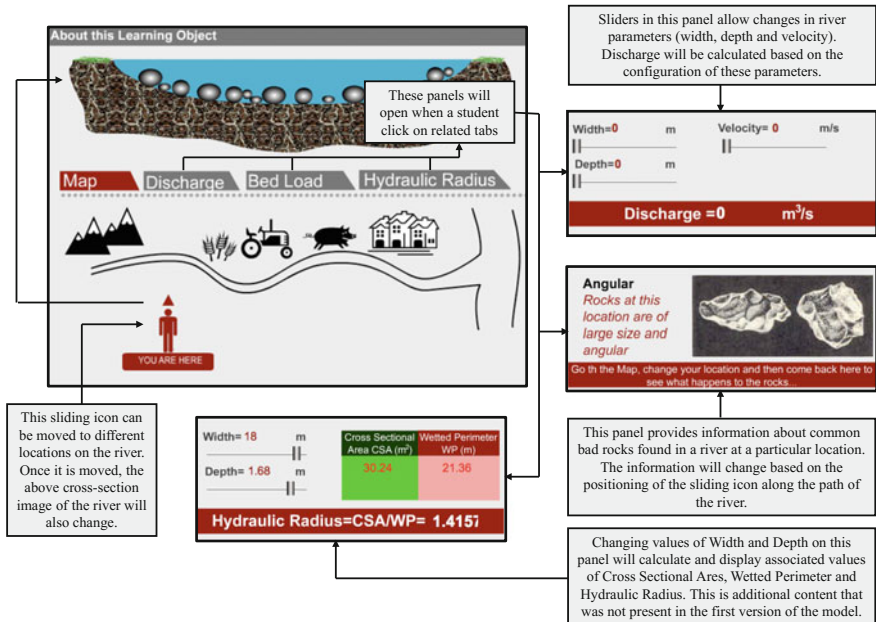 About this Learning Object
These panels will
open when a student
click on related tabs
Map
Discharge
Bed Load
Hydraulic Radius
YOU ARE HERE
Sliders in this panel allow changes in river
parameters (width, depth and velocity).
Discharge will be calculated based on the
configuration of these parameters.
Width=0 m
Velocity= 0 m/s
Depth=0 m
Discharge =0 m³/s
Angular
Rocks at this
location are of
large size and
angular
Go th the Map, change your location and then come back here to
see what happens to the rocks...
This sliding icon can
be moved to different
locations on the river.
Once it is moved, the
above cross-section
image of the river will
also change.
Width= 18 m
Depth= 1.68 m
Cross Sectional
Area CSA (m²)
30.24
Wetted Perimeter
WP (m)
21.36
Hydraulic Radius=CSA/WP= 1.4157
This panel provides information about common
bad rocks found in a river at a particular location.
The information will change based on the
positioning of the sliding icon along the path of
the river.
Changing values of Width and Depth on this
panel will calculate and display associated values
of Cross Sectional Ares, Wetted Perimeter and
Hydraulic Radius. This is additional content that
was not present in the first version of the model.